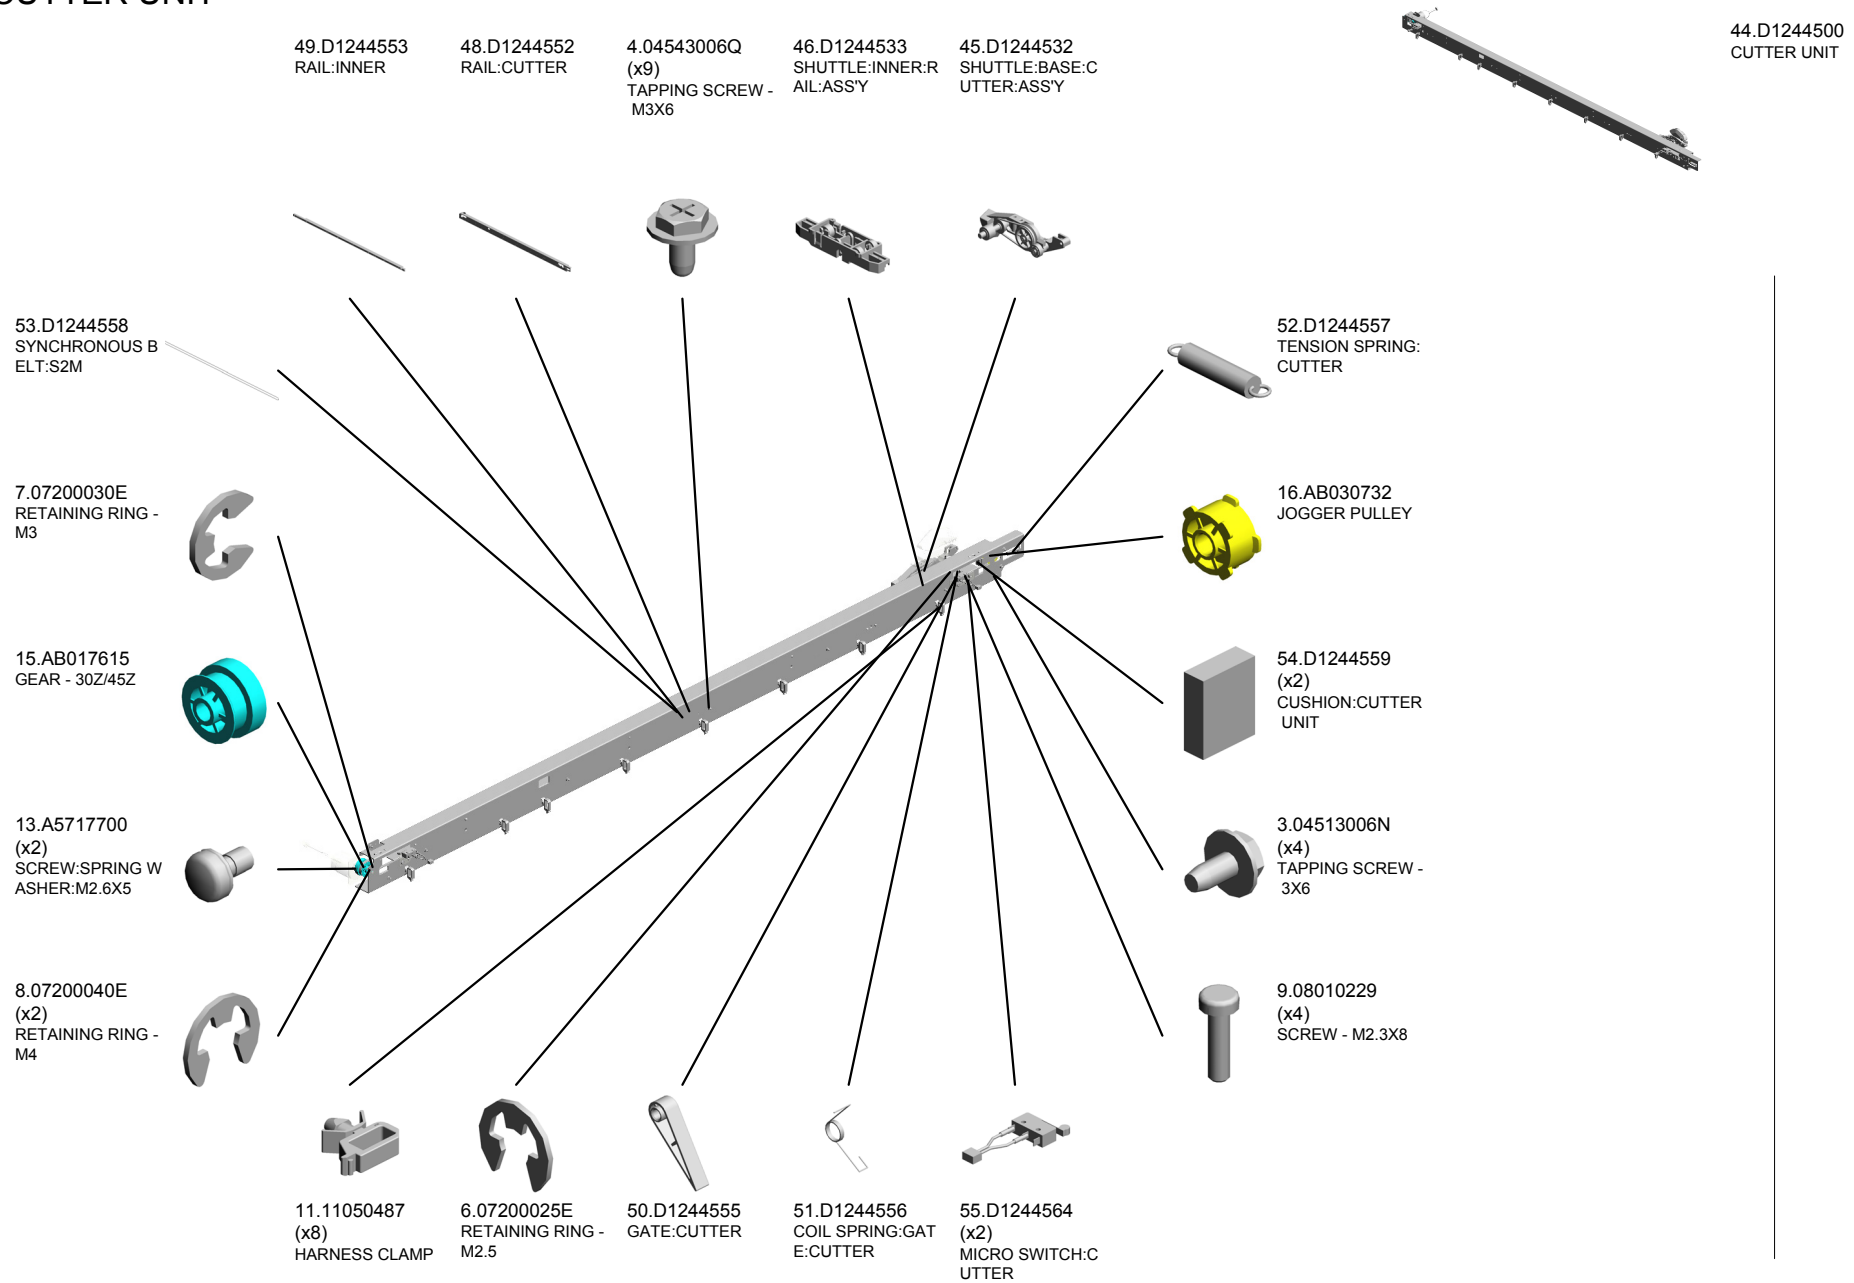 CUTTER UNIT
44.D1244500
CUTTER UNIT
49.D1244553
RAIL:INNER
48.D1244552
RAIL:CUTTER
4.04543006Q
(x9)
TAPPING SCREW -
M3X6
46.D1244533
SHUTTLE:INNER:R
AIL:ASS'Y
45.D1244532
SHUTTLE:BASE:C
UTTER:ASS'Y
53.D1244558
SYNCHRONOUS B
ELT:S2M
52.D1244557
TENSION SPRING:
CUTTER
7.07200030E
RETAINING RING -
M3
16.AB030732
JOGGER PULLEY
15.AB017615
GEAR - 30Z/45Z
54.D1244559
(x2)
CUSHION:CUTTER
UNIT
13.A5717700
(x2)
SCREW:SPRING W
ASHER:M2.6X5
3.04513006N
(x4)
TAPPING SCREW -
3X6
8.07200040E
(x2)
RETAINING RING -
M4
9.08010229
(x4)
SCREW - M2.3X8
11.11050487
(x8)
HARNESS CLAMP
6.07200025E
RETAINING RING -
M2.5
50.D1244555
GATE:CUTTER
51.D1244556
COIL SPRING:GAT
E:CUTTER
55.D1244564
(x2)
MICRO SWITCH:C
UTTER